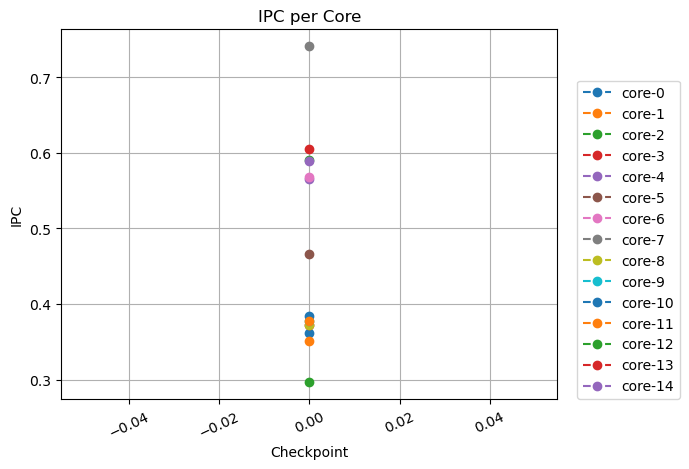 IPC per Core
0.7
0.6
0.5
0.4
0.3
IPC
−0.04
−0.02
0.00
0.02
0.04
Checkpoint
core-0
core-1
core-2
core-3
core-4
core-5
core-6
core-7
core-8
core-9
core-10
core-11
core-12
core-13
core-14